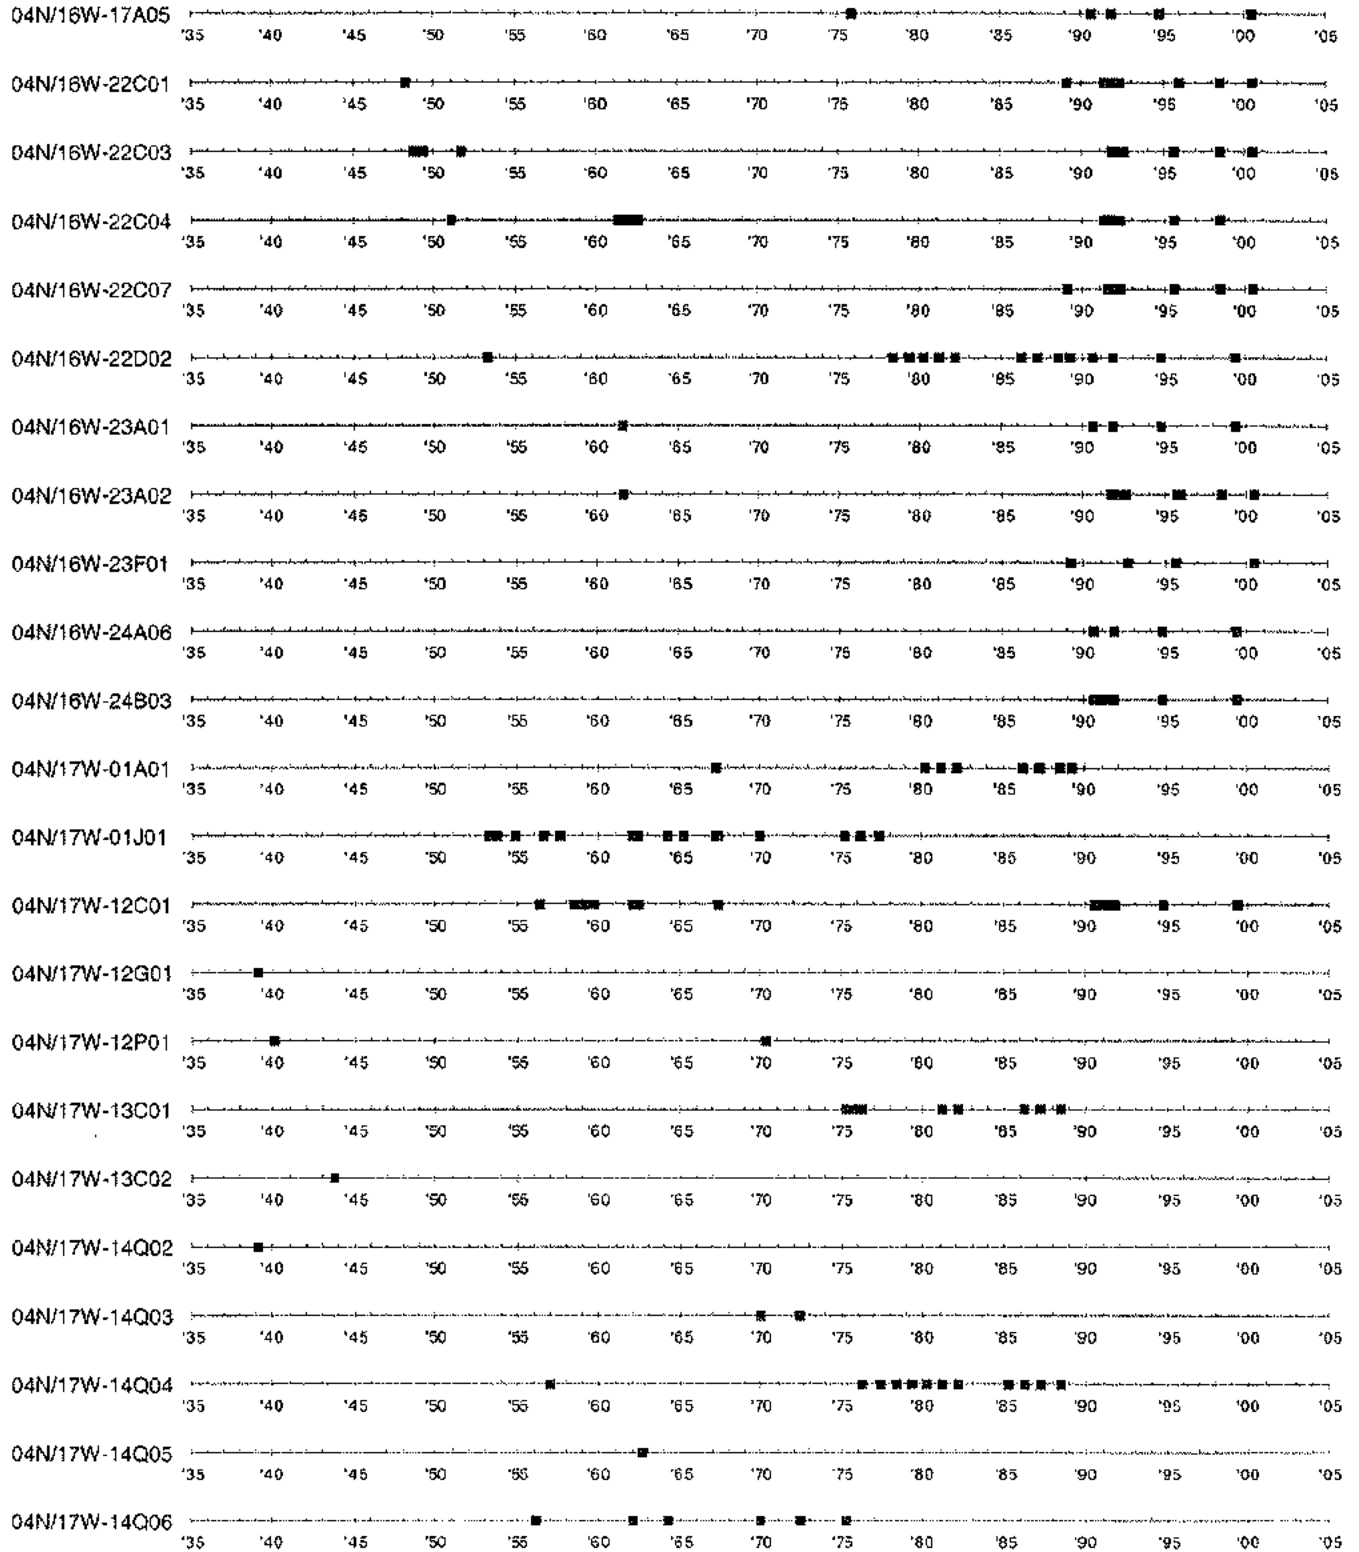 04N/16W-17A05
'35 '40 '45 '50 '55 '60 '65 '70 '75 '80 '85 '90 '95 '00 '05
04N/16W-22C01
'35 '40 '45 '50 '55 '60 '65 '70 '75 '80 '85 '90 '95 '00 '05
04N/16W-22C03
'35 '40 '45 '50 '55 '60 '65 '70 '75 '80 '85 '90 '95 '00 '05
04N/16W-22C04
'35 '40 '45 '50 '55 '60 '65 '70 '75 '80 '85 '90 '95 '00 '05
04N/16W-22C07
'35 '40 '45 '50 '55 '60 '65 '70 '75 '80 '85 '90 '95 '00 '05
04N/16W-22D02
'35 '40 '45 '50 '55 '60 '65 '70 '75 '80 '85 '90 '95 '00 '05
04N/16W-23A01
'35 '40 '45 '50 '55 '60 '65 '70 '75 '80 '85 '90 '95 '00 '05
04N/16W-23A02
'35 '40 '45 '50 '55 '60 '65 '70 '75 '80 '85 '90 '95 '00 '05
04N/16W-23F01
'35 '40 '45 '50 '55 '60 '65 '70 '75 '80 '85 '90 '95 '00 '05
04N/16W-24A06
'35 '40 '45 '50 '55 '60 '65 '70 '75 '80 '85 '90 '95 '00 '05
04N/16W-24B03
'35 '40 '45 '50 '55 '60 '65 '70 '75 '80 '85 '90 '95 '00 '05
04N/17W-01A01
'35 '40 '45 '50 '55 '60 '65 '70 '75 '80 '85 '90 '95 '00 '05
04N/17W-01J01
'35 '40 '45 '50 '55 '60 '65 '70 '75 '80 '85 '90 '95 '00 '05
04N/17W-12C01
'35 '40 '45 '50 '55 '60 '65 '70 '75 '80 '85 '90 '95 '00 '05
04N/17W-12G01
'35 '40 '45 '50 '55 '60 '65 '70 '75 '80 '85 '90 '95 '00 '05
04N/17W-12P01
'35 '40 '45 '50 '55 '60 '65 '70 '75 '80 '85 '90 '95 '00 '05
04N/17W-13C01
'35 '40 '45 '50 '55 '60 '65 '70 '75 '80 '85 '90 '95 '00 '05
04N/17W-13C02
'35 '40 '45 '50 '55 '60 '65 '70 '75 '80 '85 '90 '95 '00 '05
04N/17W-14Q02
'35 '40 '45 '50 '55 '60 '65 '70 '75 '80 '85 '90 '95 '00 '05
04N/17W-14Q03
'35 '40 '45 '50 '55 '60 '65 '70 '75 '80 '85 '90 '95 '00 '05
04N/17W-14Q04
'35 '40 '45 '50 '55 '60 '65 '70 '75 '80 '85 '90 '95 '00 '05
04N/17W-14Q05
'35 '40 '45 '50 '55 '60 '65 '70 '75 '80 '85 '90 '95 '00 '05
04N/17W-14Q06
'35 '40 '45 '50 '55 '60 '65 '70 '75 '80 '85 '90 '95 '00 '05